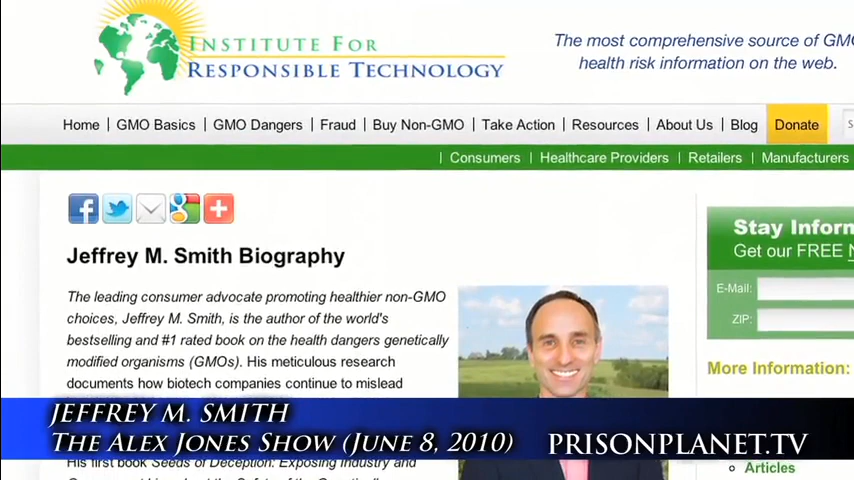 INSTITUTE FOR
RESPONSIBLE TECHNOLOGY
The most comprehensive source of GMO
health risk information on the web.
Home | GMO Basics | GMO Dangers | Fraud | Buy Non-GMO | Take Action | Resources | About Us | Blog Donate
| Consumers | Healthcare Providers | Retailers | Manufacturers
Jeffrey M. Smith Biography
The leading consumer advocate promoting healthier non-GMO
choices, Jeffrey M. Smith, is the author of the world's
bestselling and #1 rated book on the health dangers genetically
modified organisms (GMOs). His meticulous research
documents how biotech companies continue to mislead
His first book Seeds of Deception: Exposing Industry and
Stay Inform
Get our FREE
E-Mail:
ZIP:
More Information:
Articles
JEFFREY M. SMITH
THE ALEX JONES SHOW (JUNE 8, 2010)
PRISONPLANET.TV